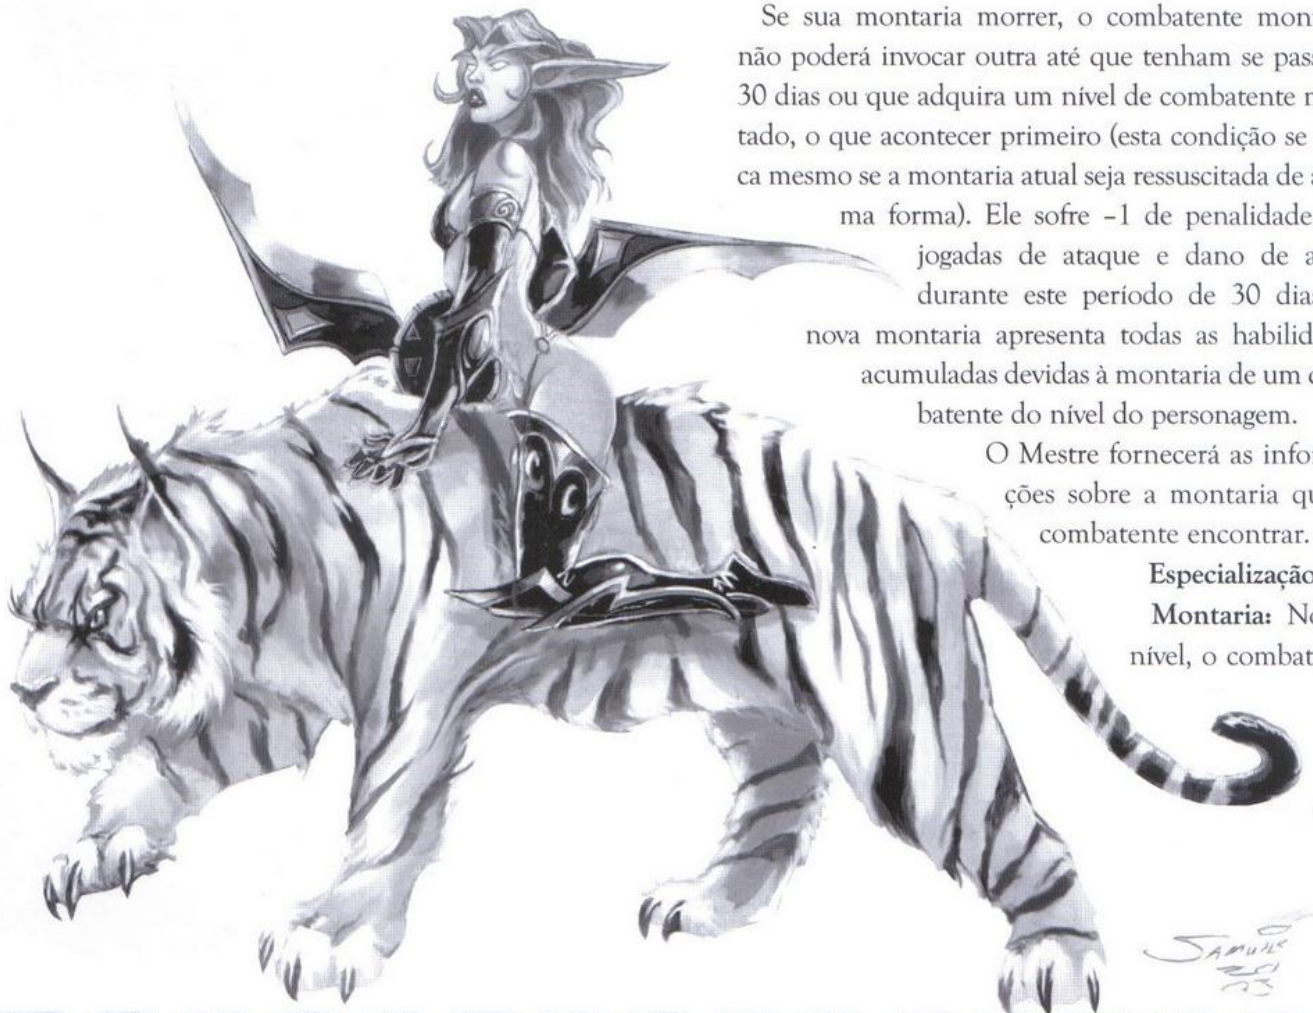 Se sua montaria morrer, o combatente mon
não poderá invocar outra até que tenham se pas
30 dias ou que adquira um nível de combatente
tado, o que acontecer primeiro (esta condição se
ca mesmo se a montaria atual seja ressuscitada de
ma forma). Ele sofre –1 de penalidade
jogadas de ataque e dano de a
durante este período de 30 dias
nova montaria apresenta todas as habilid
acumuladas devidas à montaria de um
batente do nível do personagem.
O Mestre fornecerá as infor
ções sobre a montaria qu
combatente encontrar.
Especialização
Montaria: No
nível, o combat